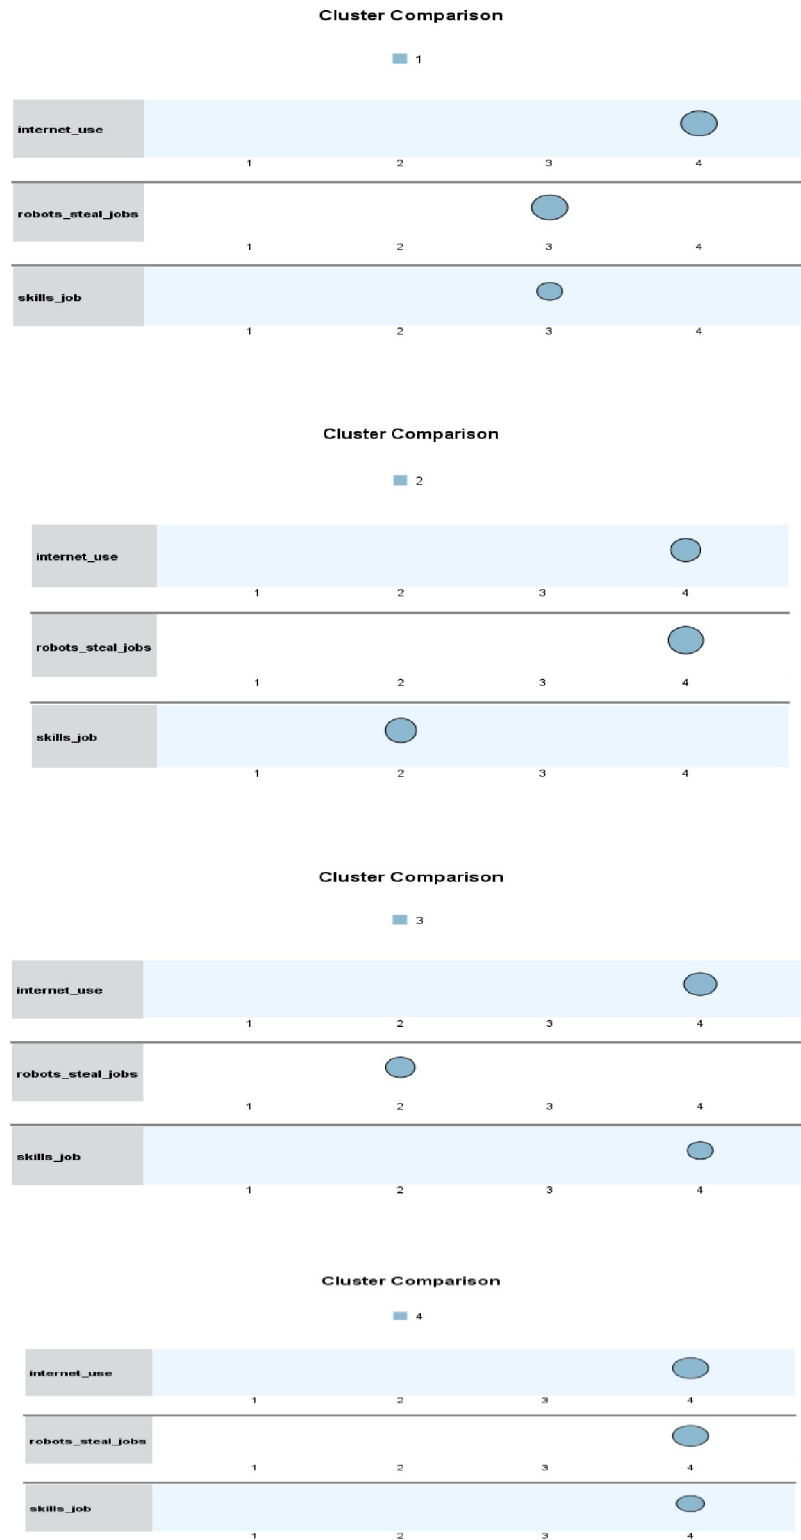 Cluster Comparison
1
internet_use
1 2 3 4
robots_steal_jobs
1 2 3 4
skills_job
1 2 3 4
Cluster Comparison
2
internet_use
1 2 3 4
robots_steal_jobs
1 2 3 4
skills_job
1 2 3 4
Cluster Comparison
3
internet_use
1 2 3 4
robots_steal_jobs
1 2 3 4
skills_job
1 2 3 4
Cluster Comparison
4
internet_use
1 2 3 4
robots_steal_jobs
1 2 3 4
skills_job
1 2 3 4